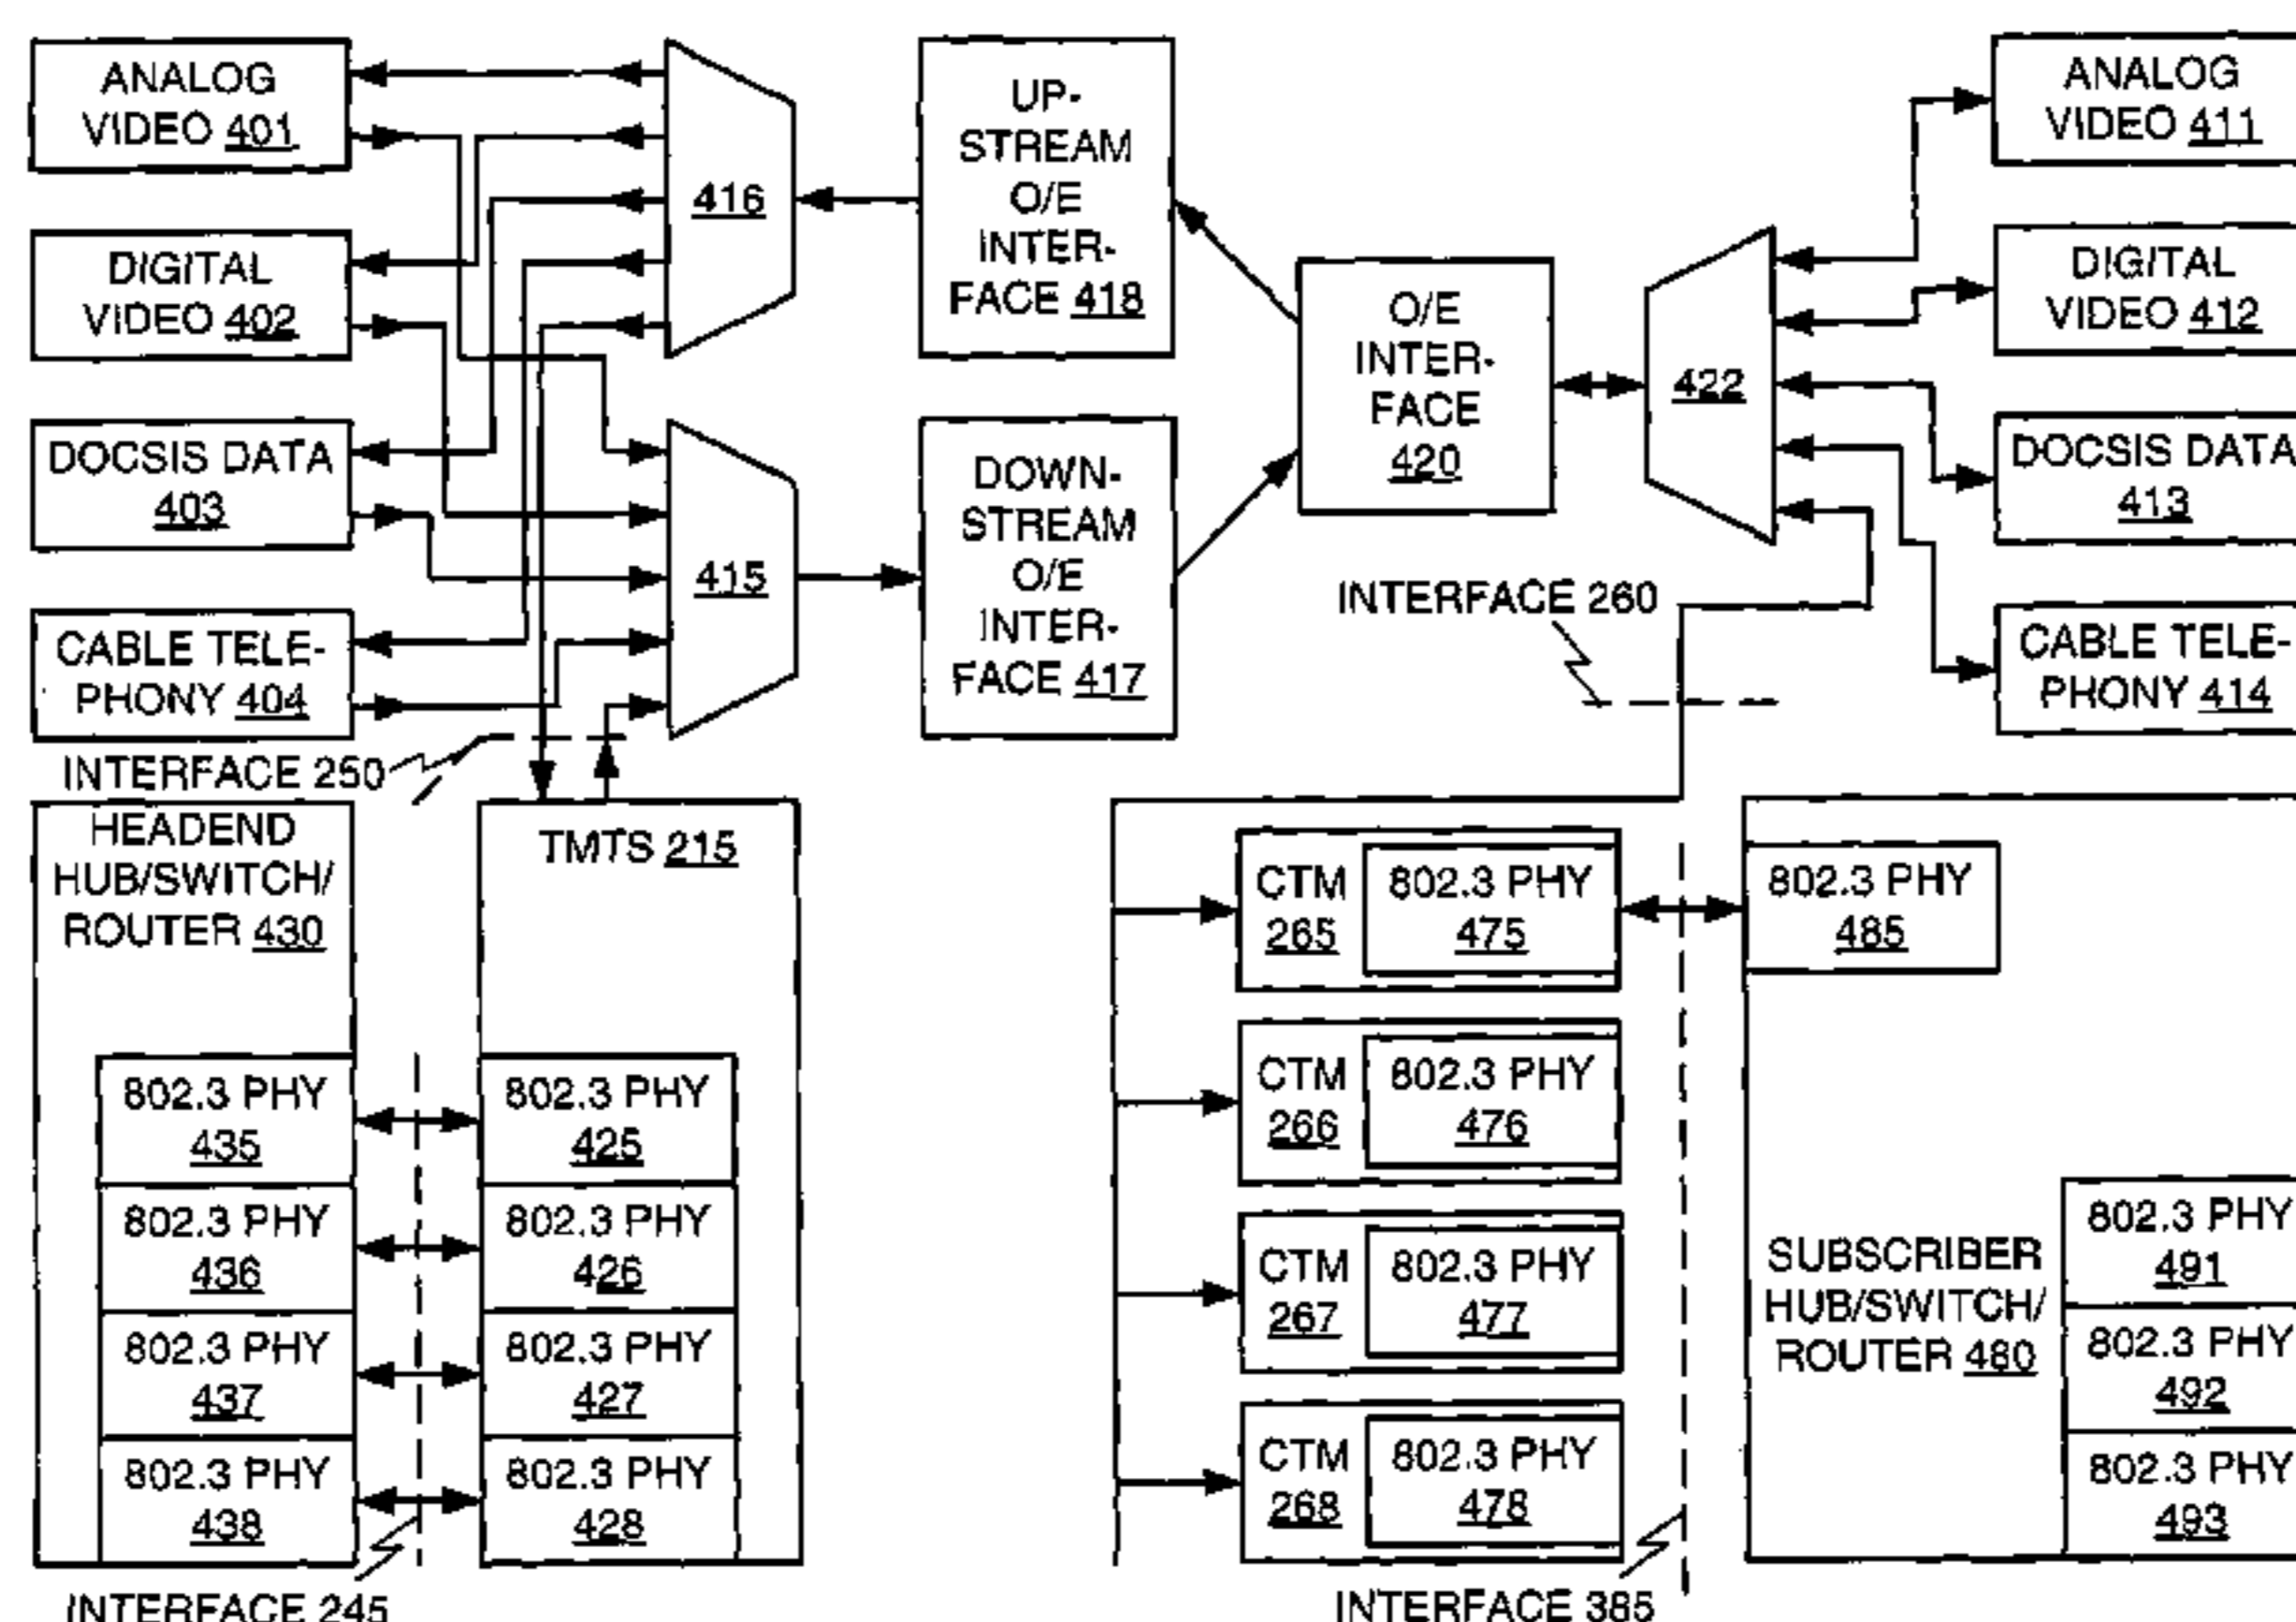 ANALOG
VIDEO 401
DIGITAL
VIDEO 402
DOCSIS DATA
403
CABLE TELE-
PHONY 404
INTERFACE 250
416
415
UP-
STREAM
O/E
INTER-
FACE 418
DOWN-
STREAM
O/E
INTER-
FACE 417
O/E
INTER-
FACE
420
422
INTERFACE 260
ANALOG
VIDEO 411
DIGITAL
VIDEO 412
DOCSIS DATA
413
CABLE TELE-
PHONY 414
HEADEND
HUB/SWITCH/
ROUTER 430
802.3 PHY
435
802.3 PHY
436
802.3 PHY
437
802.3 PHY
438
INTERFACE 245
TMTS 215
802.3 PHY
425
802.3 PHY
426
802.3 PHY
427
802.3 PHY
428
CTM
265
802.3 PHY
475
CTM
266
802.3 PHY
476
CTM
267
802.3 PHY
477
CTM
268
802.3 PHY
478
INTERFACE 385
802.3 PHY
485
SUBSCRIBER
HUB/SWITCH/
ROUTER 480
802.3 PHY
491
802.3 PHY
492
802.3 PHY
493